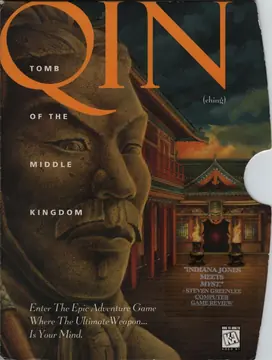 QIN
TOMB
(ching)
OF THE
MIDDLE
KINGDOM
"INDIANA JONES
MEETS
MYST."
- STEVEN GREENLEE
COMPUTER
GAME REVIEW
Enter The Epic Adventure Game
Where The Ultimate Weapon...
Is Your Mind.
K-A